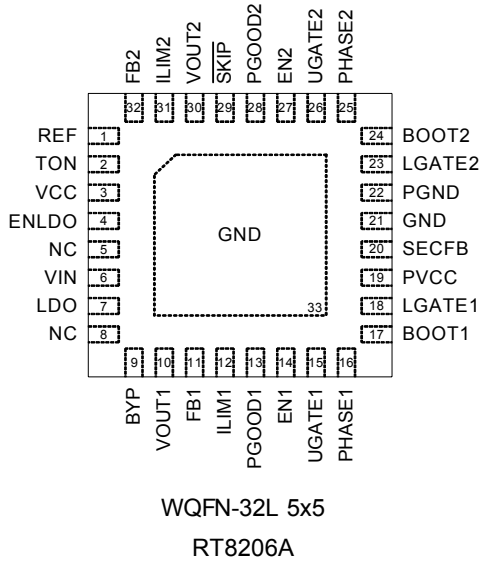 FB2
ILIM2
VOUT2
SKIP
PGOOD2
EN2
UGATE2
PHASE2
32 31 30 29 28 27 26 25
REF 1 24 BOOT2
TON 2 23 LGATE2
VCC 3 22 PGND
ENLDO 4 21 GND
NC 5 20 SECFB
VIN 6 19 PVCC
LDO 7 18 LGATE1
NC 8 17 BOOT1
GND
33
9 10 11 12 13 14 15 16
BYP
VOUT1
FB1
ILIM1
PGOOD1
EN1
UGATE1
PHASE1
WQFN-32L 5x5
RT8206A